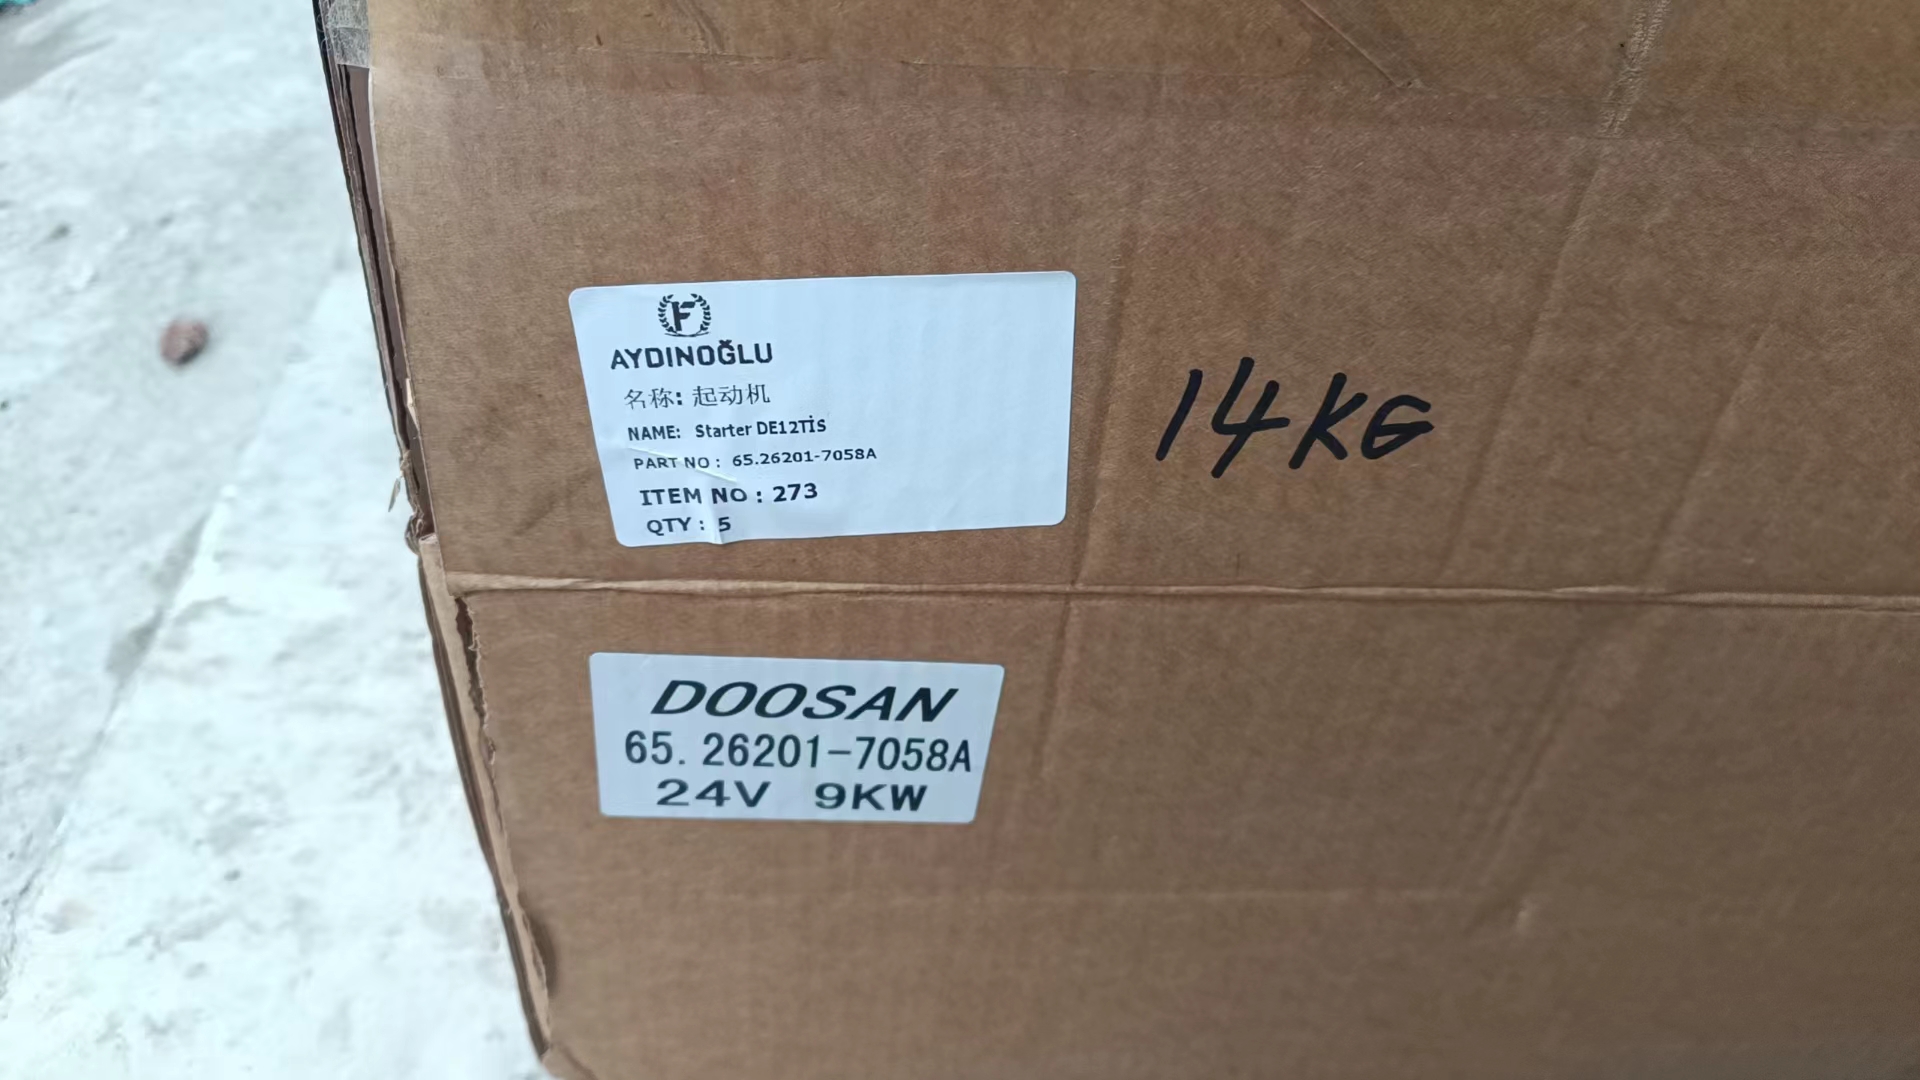 F
AYDINOĞLU
名称: 起动机
NAME: Starter DE12TİS
PART NO : 65.26201-7058A
ITEM NO : 273
QTY : 5
14KG
DOOSAN
65. 26201-7058A
24V 9KW